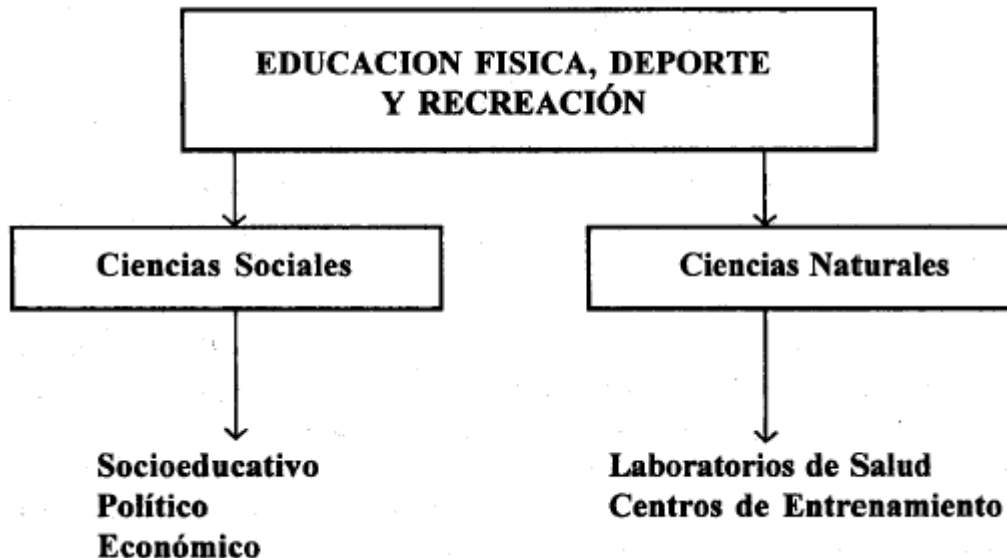 EDUCACION FISICA, DEPORTE
Y RECREACIÓN
Ciencias Sociales
Ciencias Naturales
Socioeducativo
Político
Económico
Laboratorios de Salud
Centros de Entrenamiento